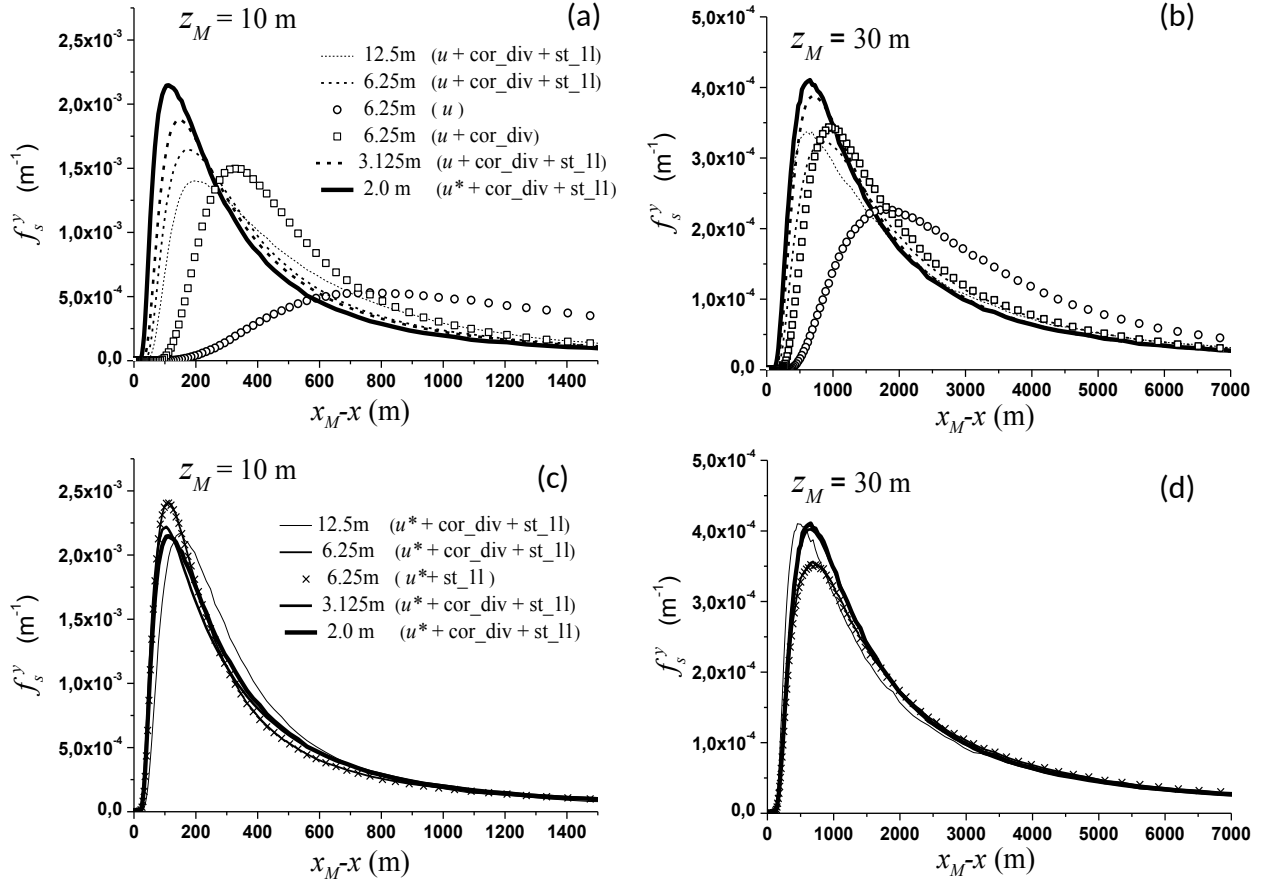 z_M = 10 m
(a)
2,5x10⁻³
2,0x10⁻³
1,5x10⁻³
1,0x10⁻³
5,0x10⁻⁴
0,0
f_s^y (m⁻¹)
12.5m (u + cor_div + st_1l)
6.25m (u + cor_div + st_1l)
6.25m ( u )
6.25m (u + cor_div)
3.125m (u + cor_div + st_1l)
2.0 m (u* + cor_div + st_1l)
0 200 400 600 800 1000 1200 1400
x_M-x (m)
z_M = 30 m
(b)
5,0x10⁻⁴
4,0x10⁻⁴
3,0x10⁻⁴
2,0x10⁻⁴
1,0x10⁻⁴
0,0
f_s^y (m⁻¹)
0 1000 2000 3000 4000 5000 6000 7000
x_M-x (m)
z_M = 10 m
(c)
2,5x10⁻³
2,0x10⁻³
1,5x10⁻³
1,0x10⁻³
5,0x10⁻⁴
0,0
f_s^y (m⁻¹)
12.5m (u* + cor_div + st_1l)
6.25m (u* + cor_div + st_1l)
6.25m ( u*+ st_1l)
3.125m (u* + cor_div + st_1l)
2.0 m (u* + cor_div + st_1l)
0 200 400 600 800 1000 1200 1400
x_M-x (m)
z_M = 30 m
(d)
5,0x10⁻⁴
4,0x10⁻⁴
3,0x10⁻⁴
2,0x10⁻⁴
1,0x10⁻⁴
0,0
f_s^y (m⁻¹)
0 1000 2000 3000 4000 5000 6000 7000
x_M-x (m)